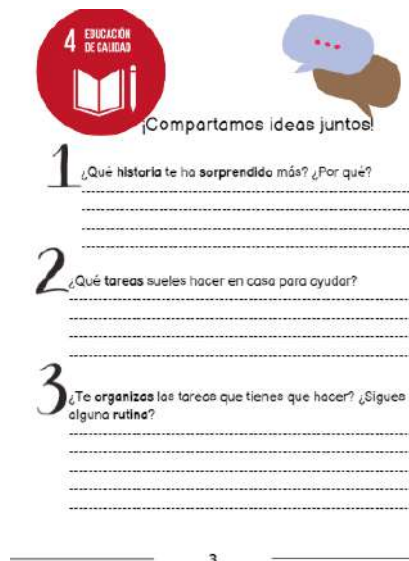 4 EDUCACIÓN
DE CALIDAD
¡Compartamos ideas juntos!
1 ¿Qué historia te ha sorprendido más? ¿Por qué?
2 ¿Qué tareas sueles hacer en casa para ayudar?
3 ¿Te organizas las tareas que tienes que hacer? ¿Sigues
alguna rutina?
3